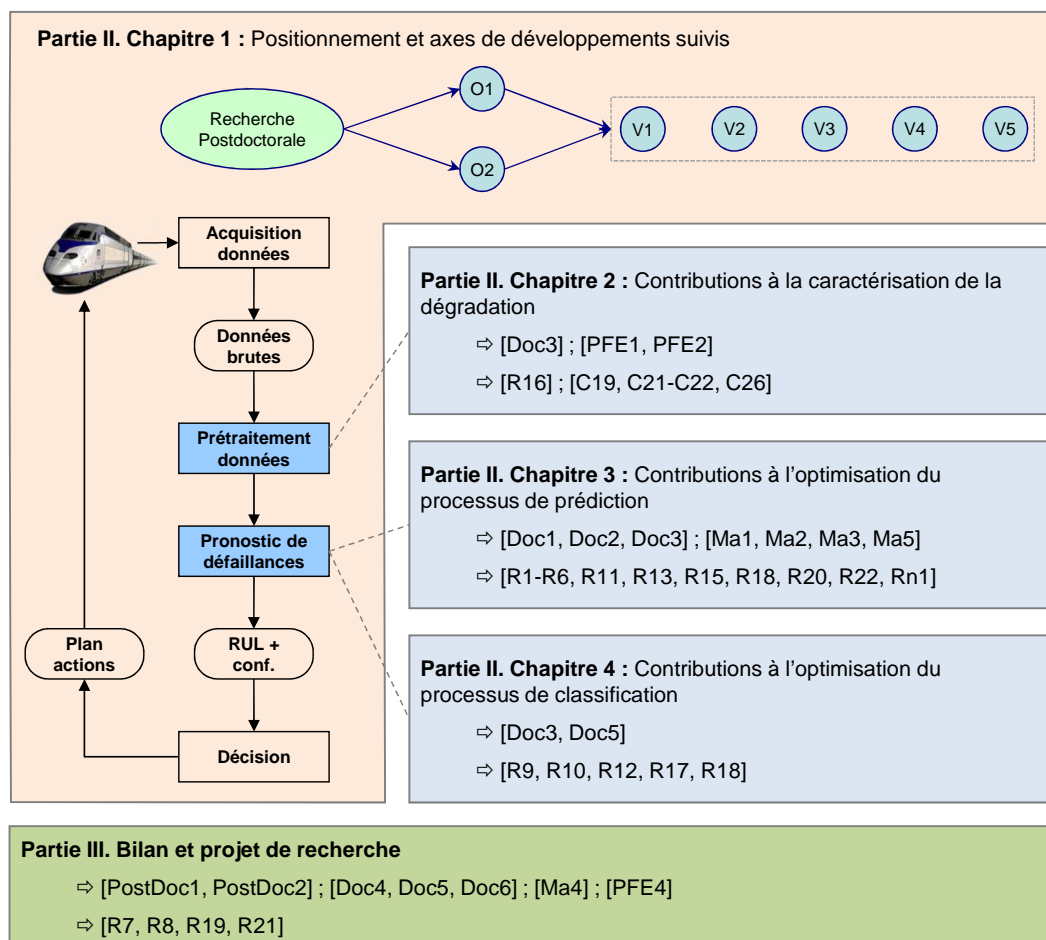 Partie II. Chapitre 1 : Positionnement et axes de développements suivis
Recherche
Postdoctorale
O1
O2
V1
V2
V3
V4
V5
Acquisition
données
Données
brutes
Prétraitement
données
Pronostic de
défaillances
RUL +
conf.
Décision
Plan
actions
Partie II. Chapitre 2 : Contributions à la caractérisation de la
dégradation
⇨ [Doc3] ; [PFE1, PFE2]
⇨ [R16] ; [C19, C21-C22, C26]
Partie II. Chapitre 3 : Contributions à l’optimisation du
processus de prédiction
⇨ [Doc1, Doc2, Doc3] ; [Ma1, Ma2, Ma3, Ma5]
⇨ [R1-R6, R11, R13, R15, R18, R20, R22, Rn1]
Partie II. Chapitre 4 : Contributions à l’optimisation du
processus de classification
⇨ [Doc3, Doc5]
⇨ [R9, R10, R12, R17, R18]
Partie III. Bilan et projet de recherche
⇨ [PostDoc1, PostDoc2] ; [Doc4, Doc5, Doc6] ; [Ma4] ; [PFE4]
⇨ [R7, R8, R19, R21]